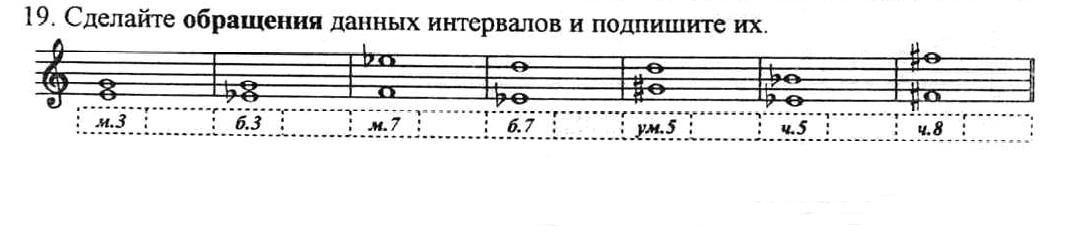 19. Сделайте обращения данных интервалов и подпишите их.
м.3 б.3 м.7 б.7 ум.5 ч.5 ч.8